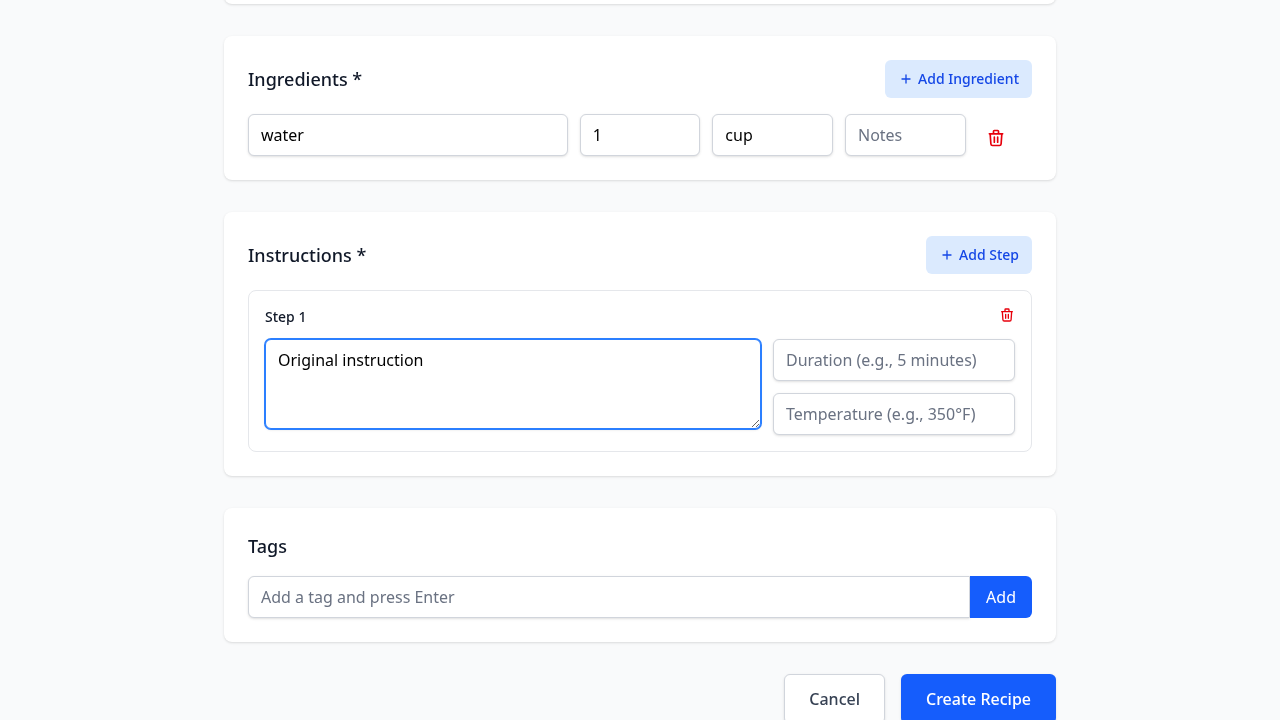 Ingredients *
Add Ingredient
water
1
cup
Notes
Instructions *
Add Step
Step 1
Original instruction
Duration (e.g., 5 minutes)
Temperature (e.g., 350°F)
Tags
Add a tag and press Enter
Add
Cancel
Create Recipe